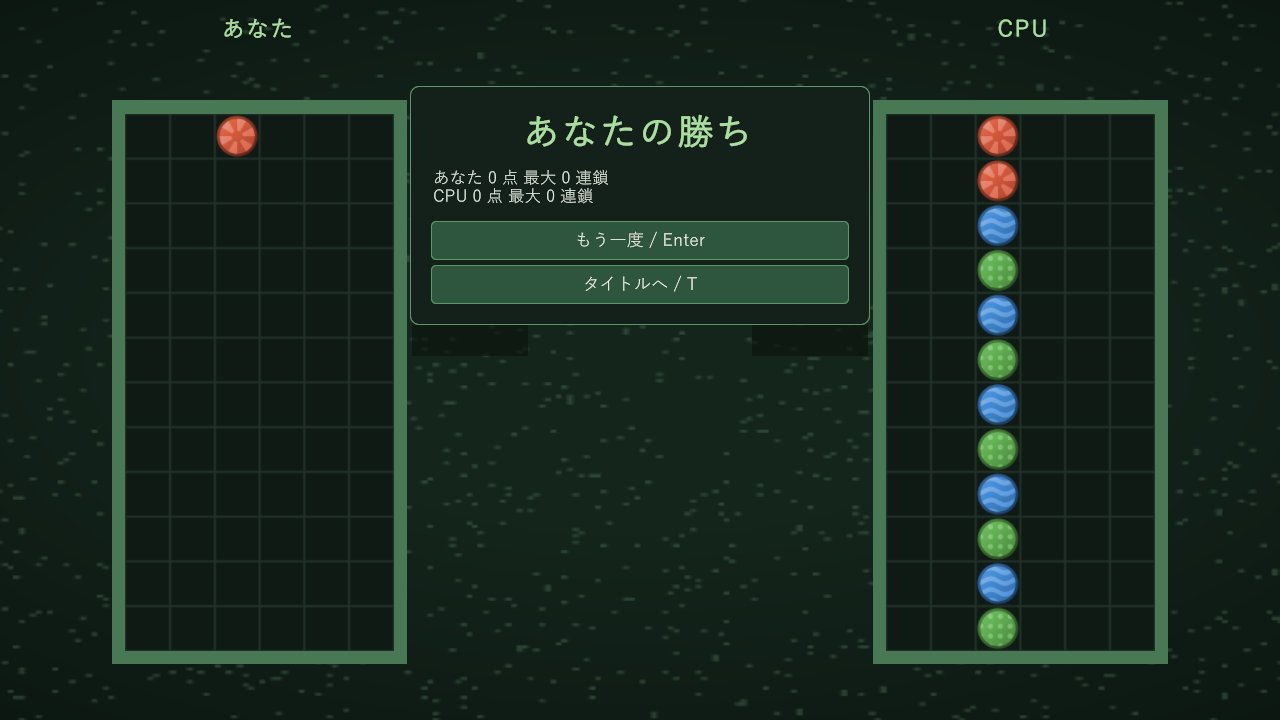 あなた
CPU
あなたの勝ち
あなた 0 点 最大 0 連鎖
CPU 0 点 最大 0 連鎖
もう一度 / Enter
タイトルへ / T